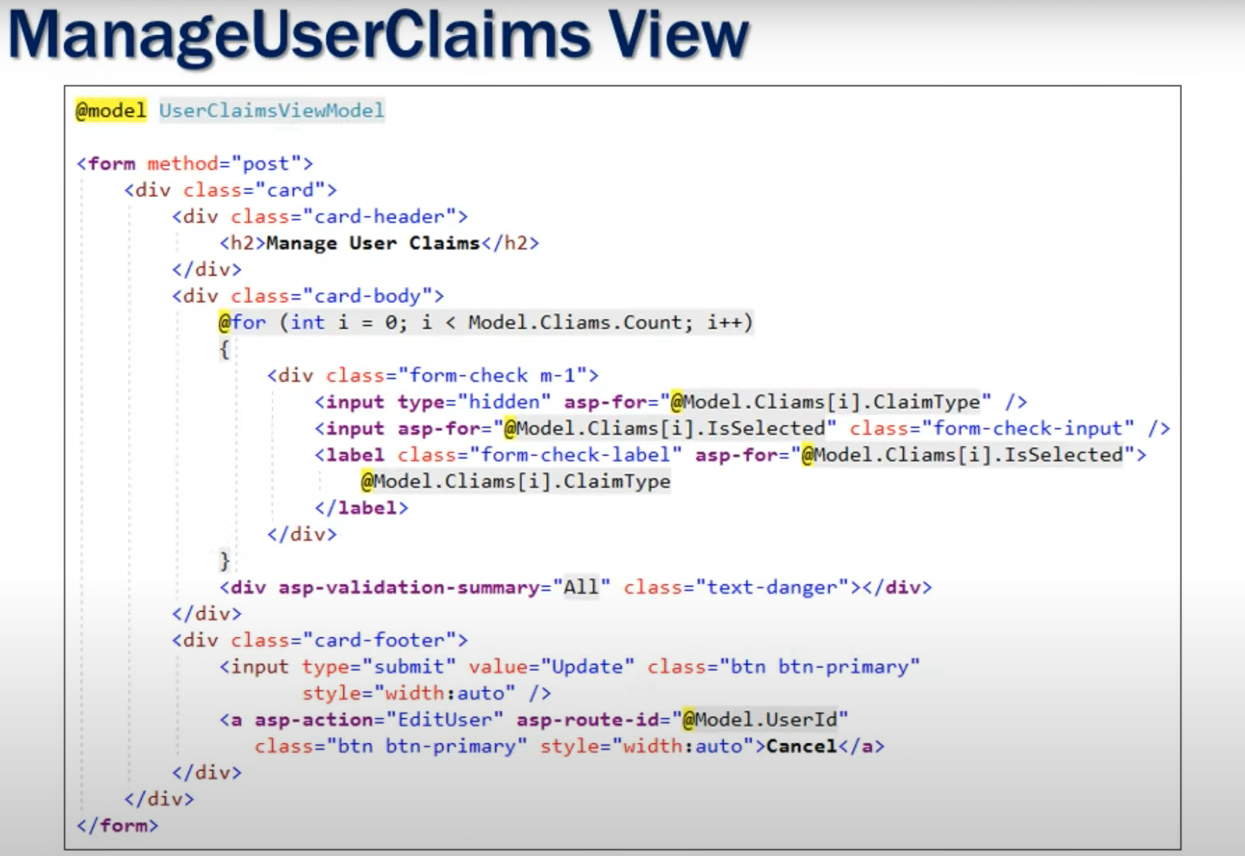 ManageUserClaims View
@model UserClaimsViewModel
<form method="post">
<div class="card">
<div class="card-header">
<h2>Manage User Claims</h2>
</div>
<div class="card-body">
@for (int i = 0; i < Model.Cliams.Count; i++)
{
<div class="form-check m-1">
<input type="hidden" asp-for="@Model.Cliams[i].ClaimType" />
<input asp-for="@Model.Cliams[i].IsSelected" class="form-check-input" />
<label class="form-check-label" asp-for="@Model.Cliams[i].IsSelected">
@Model.Cliams[i].ClaimType
</label>
</div>
}
<div asp-validation-summary="All" class="text-danger"></div>
</div>
<div class="card-footer">
<input type="submit" value="Update" class="btn btn-primary"
style="width:auto" />
<a asp-action="EditUser" asp-route-id="@Model.UserId"
class="btn btn-primary" style="width:auto">Cancel</a>
</div>
</div>
</form>